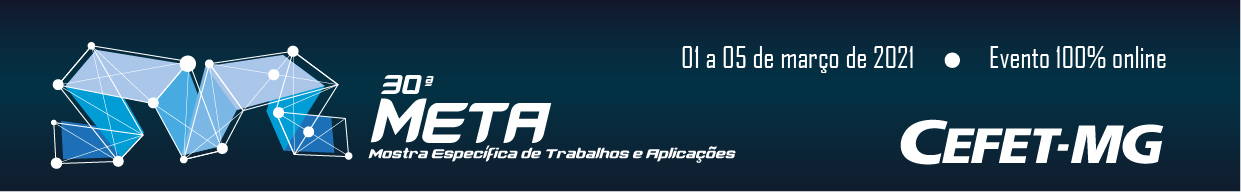 01 a 05 de março de 2021 ● Evento 100% online
30ª
META
Mostra Específica de Trabalhos e Aplicações
CEFET-MG